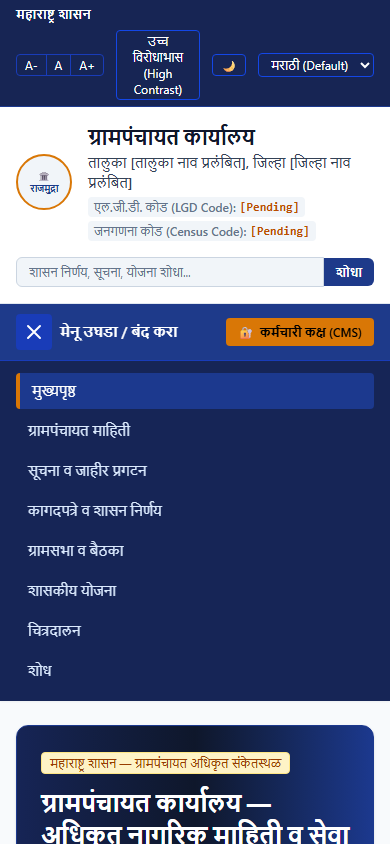 महाराष्ट्र शासन
A- A A+
उच्च
विरोधाभास
(High
Contrast)
मराठी (Default)
राजमुद्रा
ग्रामपंचायत कार्यालय
तालुका [तालुका नाव प्रलंबित], जिल्हा [जिल्हा नाव
प्रलंबित]
एल.जी.डी. कोड (LGD Code): [Pending]
जनगणना कोड (Census Code): [Pending]
शासन निर्णय, सूचना, योजना शोधा...
शोधा
मेनू उघडा / बंद करा
कर्मचारी कक्ष (CMS)
मुख्यपृष्ठ
ग्रामपंचायत माहिती
सूचना व जाहीर प्रगटन
कागदपत्रे व शासन निर्णय
ग्रामसभा व बैठका
शासकीय योजना
चित्रदालन
शोध
महाराष्ट्र शासन — ग्रामपंचायत अधिकृत संकेतस्थळ
ग्रामपंचायत कार्यालय —
अधिकृत नागरिक माहिती व सेवा